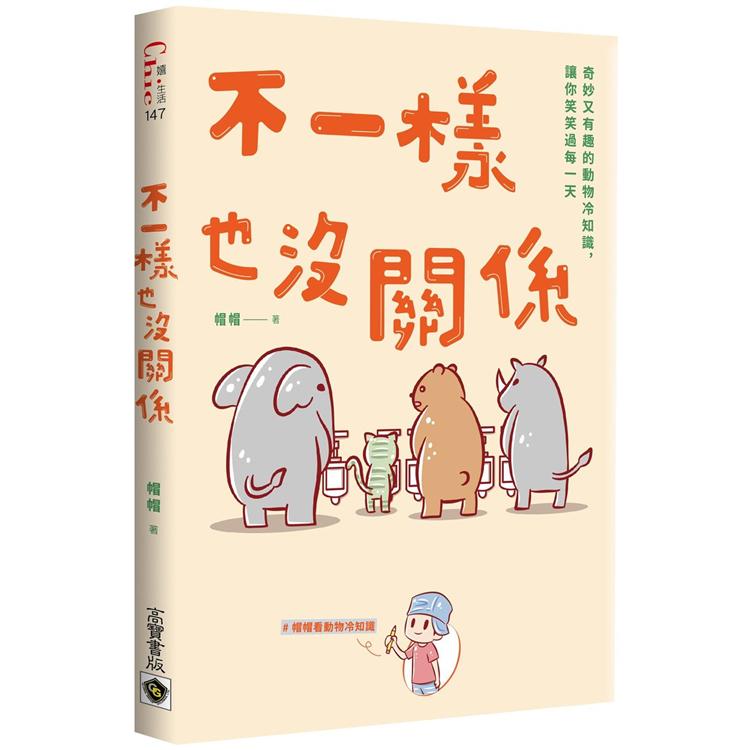 不一樣
也沒關係
奇妙又有趣的動物冷知識，
讓你笑笑過每一天
帽帽——著
# 帽帽看動物冷知識
Chic
嬉·生活
147
不一樣也沒關係
帽帽 著
高寶書版